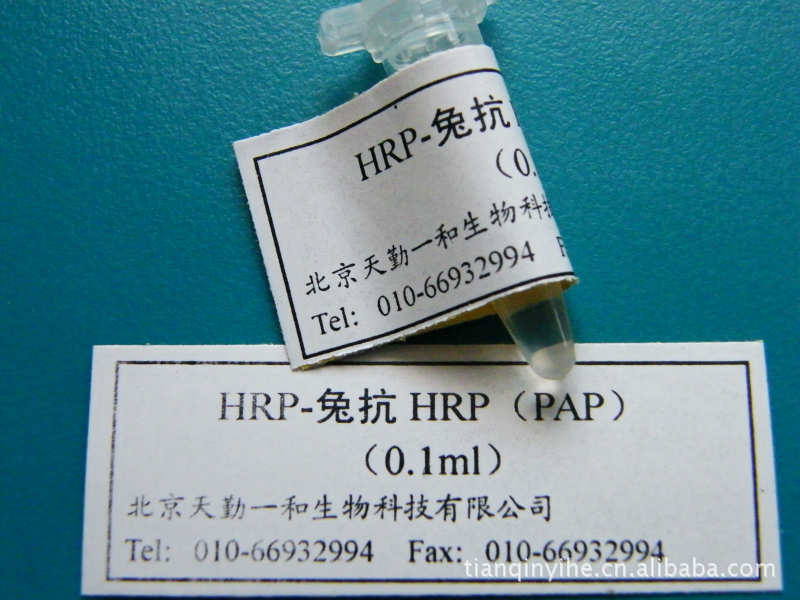 HRP-兔抗
（0.
北京天勤一和生物科技
Tel: 010-66932994 F
HRP-兔抗 HRP（PAP）
（0.1ml）
北京天勤一和生物科技有限公司
Tel: 010-66932994 Fax: 010-66932994
tianqinyihe.cn.alibaba.com